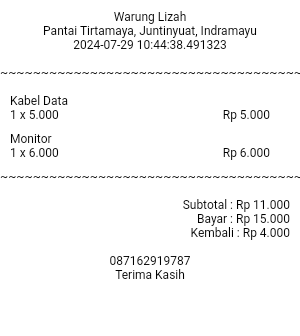 Warung Lizah
Pantai Tirtamaya, Juntinyuat, Indramayu
2024-07-29 10:44:38.491323
~~~~~~~~~~~~~~~~~~~~~~~~~~~~~~~~~~~~~~
Kabel Data
1 x 5.000 Rp 5.000
Monitor
1 x 6.000 Rp 6.000
~~~~~~~~~~~~~~~~~~~~~~~~~~~~~~~~~~~~~~
Subtotal : Rp 11.000
Bayar : Rp 15.000
Kembali : Rp 4.000
087162919787
Terima Kasih